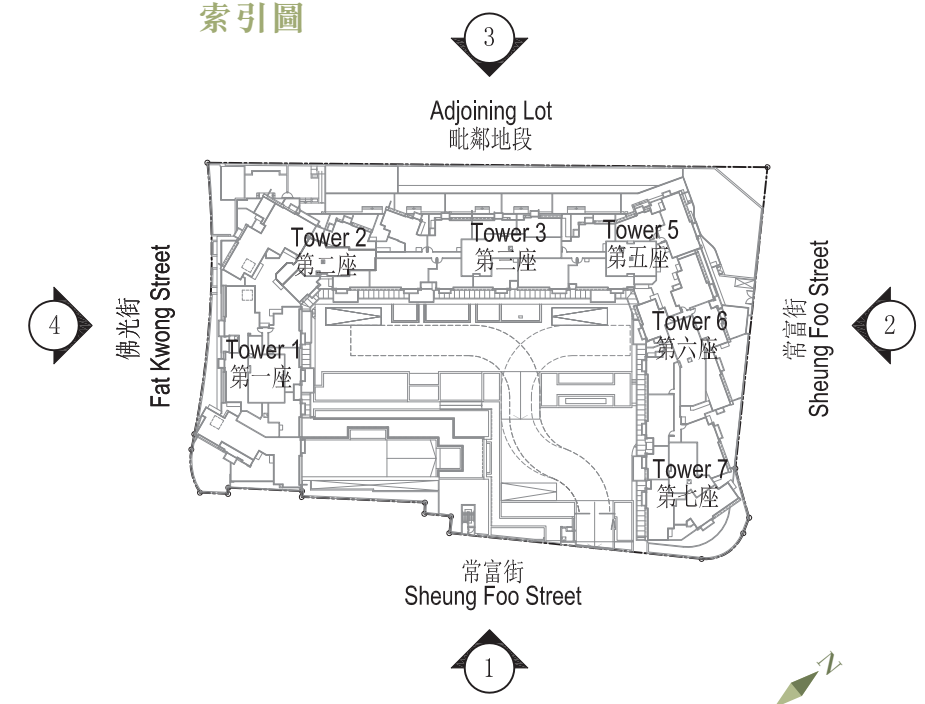 索引圖
3
Adjoining Lot
毗鄰地段
Tower 2
第二座
Tower 3
第三座
Tower 5
第五座
4
佛光街
Fat Kwong Street
Tower 1
第一座
Tower 6
第六座
常富街
Sheung Foo Street
2
Tower 7
第七座
常富街
Sheung Foo Street
1
N